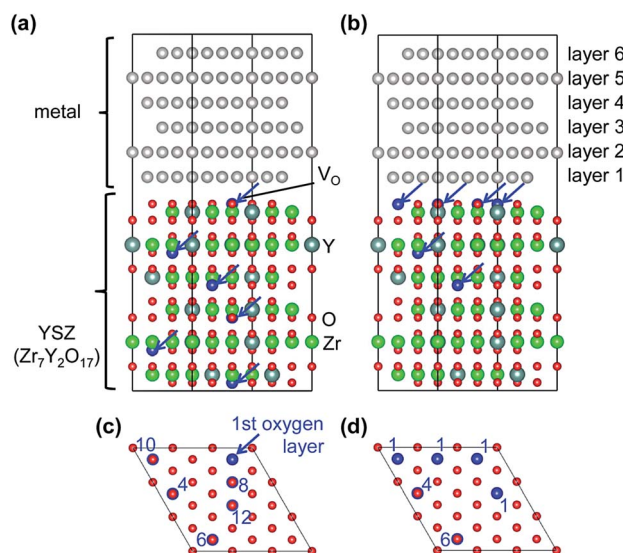 (a)
(b)
metal
layer 6
layer 5
layer 4
layer 3
layer 2
layer 1
V_O
Y
YSZ
(Zr7Y2O17)
O
Zr
(c)
1st oxygen
layer
(d)
10
4
8
12
6
1
1
1
4
1
6